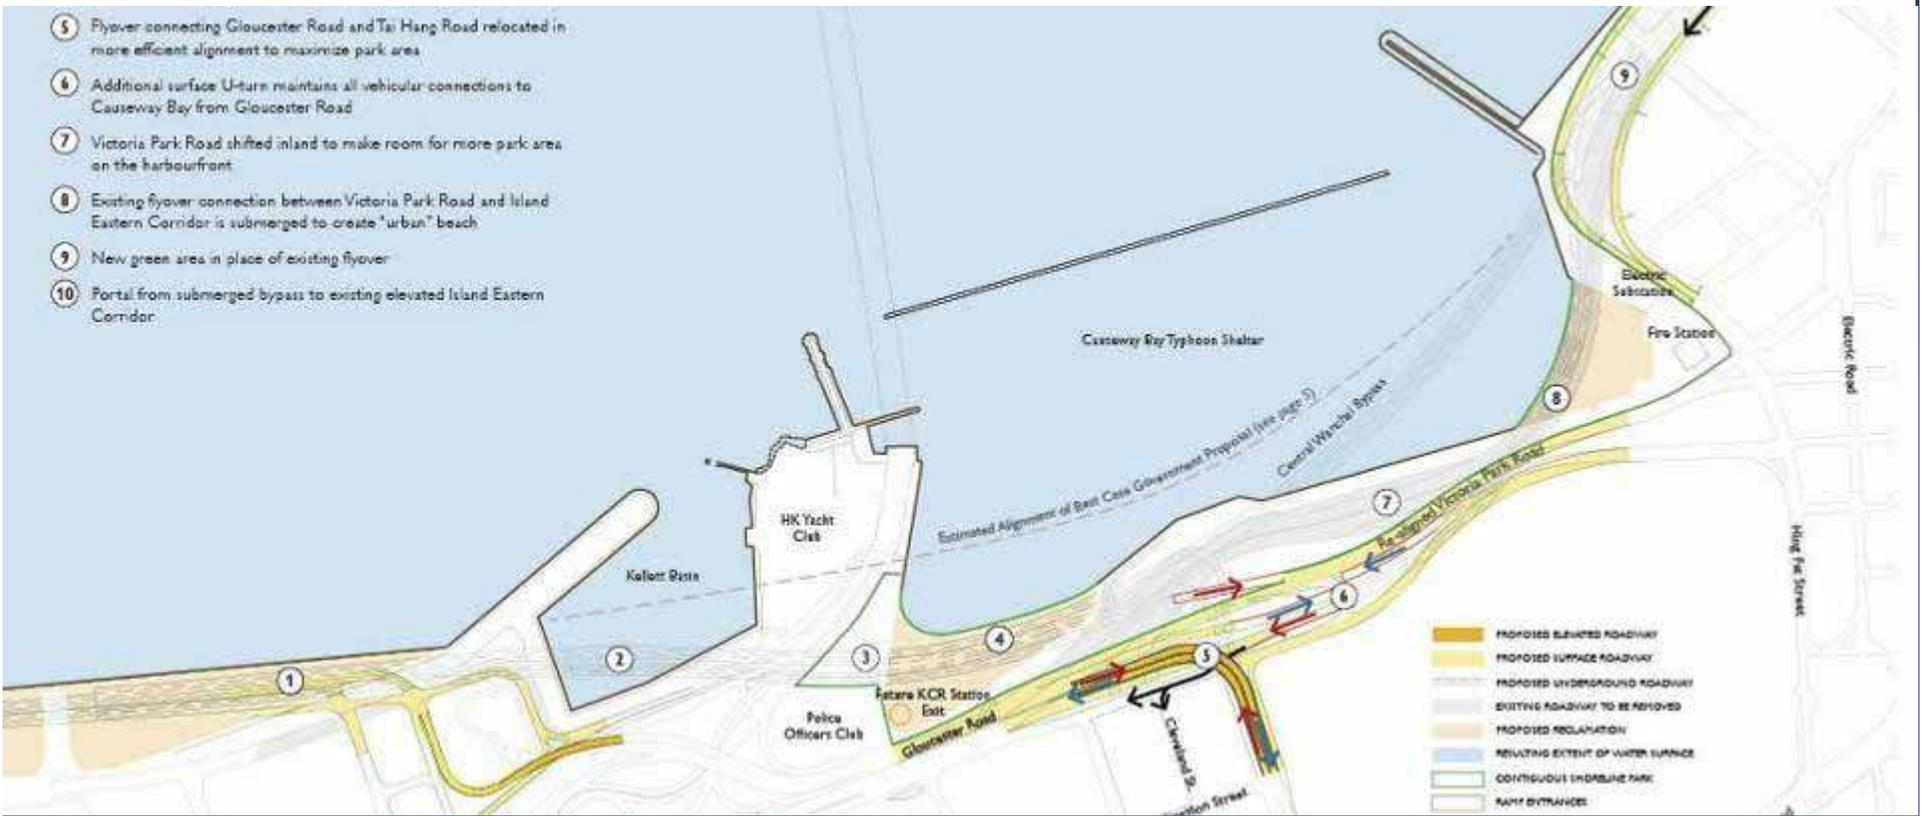 5 Flyover connecting Gloucester Road and Tai Hang Road relocated in
more efficient alignment to maximize park area
6 Additional surface U-turn maintains all vehicular connections to
Causeway Bay from Gloucester Road
7 Victoria Park Road shifted inland to make room for more park area
on the harbourfront
8 Existing flyover connection between Victoria Park Road and Island
Eastern Corridor is submerged to create "urban" beach
9 New green area in place of existing flyover
10 Portal from submerged bypass to existing elevated Island Eastern
Corridor
9
Electric
Substation
Fire Station
Electric Road
Causeway Bay Typhoon Shelter
8
Estimated Alignment of Best Case Government Proposal (see page 5)
Central Wanchai Bypass
7
Re-aligned Victoria Park Road
HK Yacht
Club
Kellett Basin
Hing Fat Street
6
4
5
3
2
1
Future KCR Station
Exit
Police
Officers Club
Gloucester Road
Cleveland St.
PROPOSED ELEVATED ROADWAY
PROPOSED SURFACE ROADWAY
PROPOSED UNDERGROUND ROADWAY
EXISTING ROADWAY TO BE REMOVED
PROPOSED RECLAMATION
RESULTING EXTENT OF WATER SURFACE
CONTIGUOUS SHORELINE PARK
RAMP ENTRANCES
Street